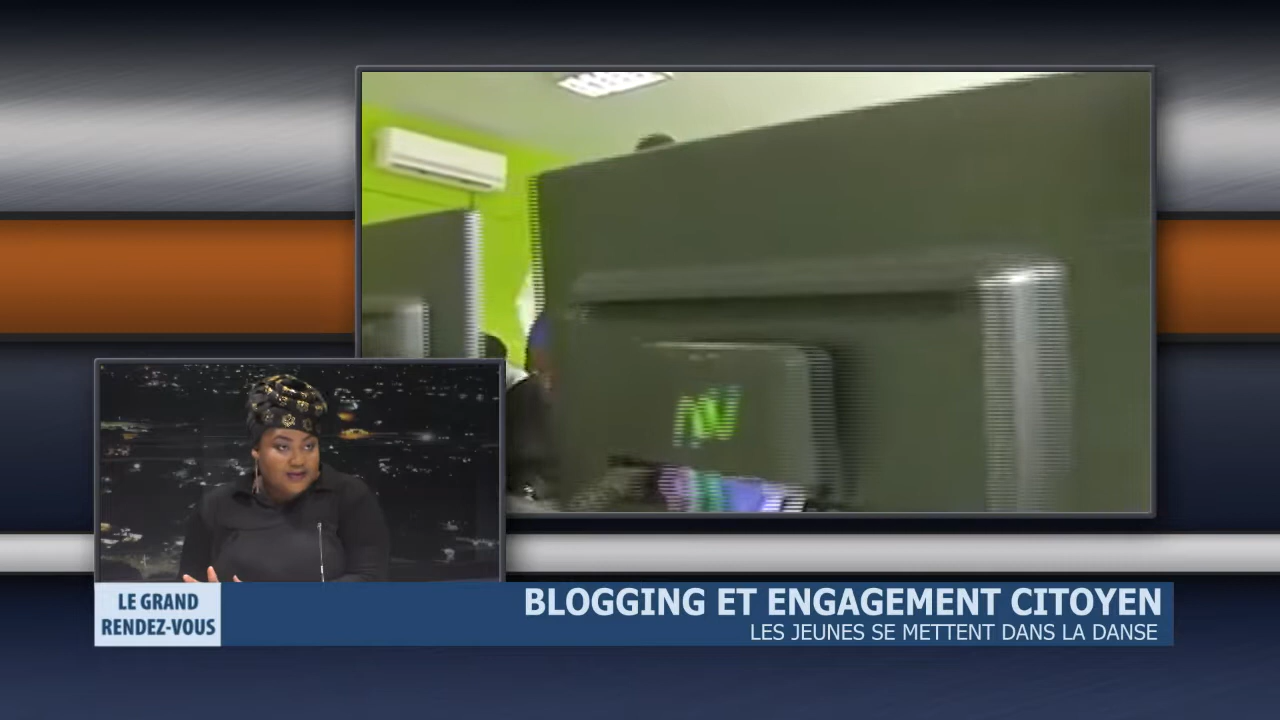 LE GRAND
RENDEZ-VOUS
BLOGGING ET ENGAGEMENT CITOYEN
LES JEUNES SE METTENT DANS LA DANSE